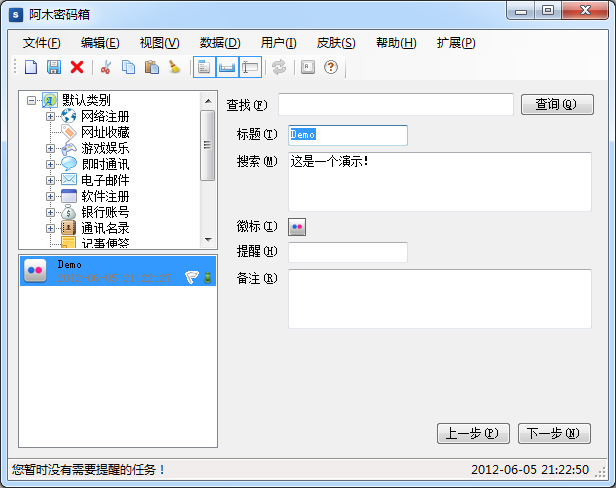 阿木密码箱
文件(F) 编辑(E) 视图(V) 数据(D) 用户(I) 皮肤(S) 帮助(H) 扩展(P)
默认类别
网络注册
网址收藏
游戏娱乐
即时通讯
电子邮件
软件注册
银行账号
通讯名录
记事便签
Demo
2012-06-05 21:22:37
查找(F) 查询(Q)
标题(T) Demo
搜索(M) 这是一个演示!
徽标(I)
提醒(H)
备注(R)
上一步(P) 下一步(N)
您暂时没有需要提醒的任务! 2012-06-05 21:22:50